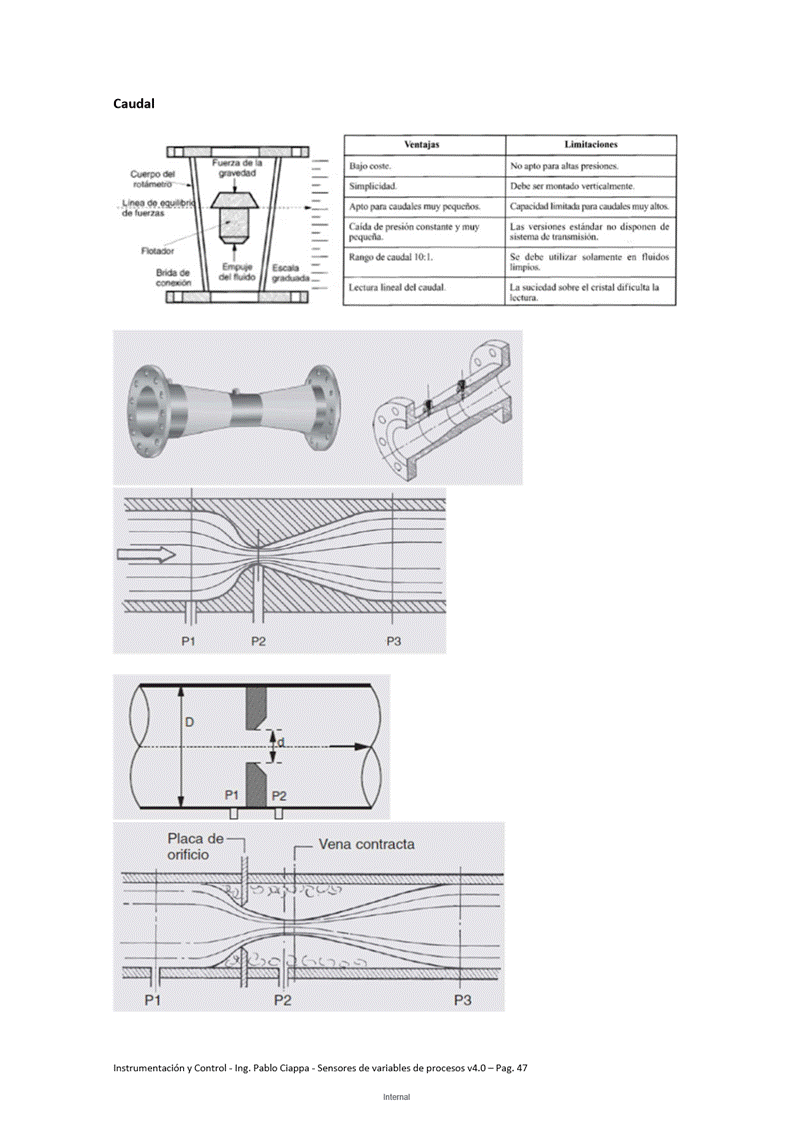 Caudal
Fuerza de la
gravedad
Cuerpo del
rotámetro
Línea de equilibrio
de fuerzas
Flotador
Brida de
conexión
Empuje
del fluido
Escala
graduada
Ventajas Limitaciones
Bajo coste. No apto para altas presiones.
Simplicidad. Debe ser montado verticalmente.
Apto para caudales muy pequeños. Capacidad limitada para caudales muy altos.
Caída de presión constante y muy Las versiones estándar no disponen de
pequeña. sistema de transmisión.
Rango de caudal 10:1. Se debe utilizar solamente en fluidos
limpios.
Lectura lineal del caudal. La suciedad sobre el cristal dificulta la
lectura.
P1 P2 P3
D
d
P1 P2
Placa de
orificio
Vena contracta
P1 P2 P3
Instrumentación y Control - Ing. Pablo Ciappa - Sensores de variables de procesos v4.0 – Pag. 47
Internal